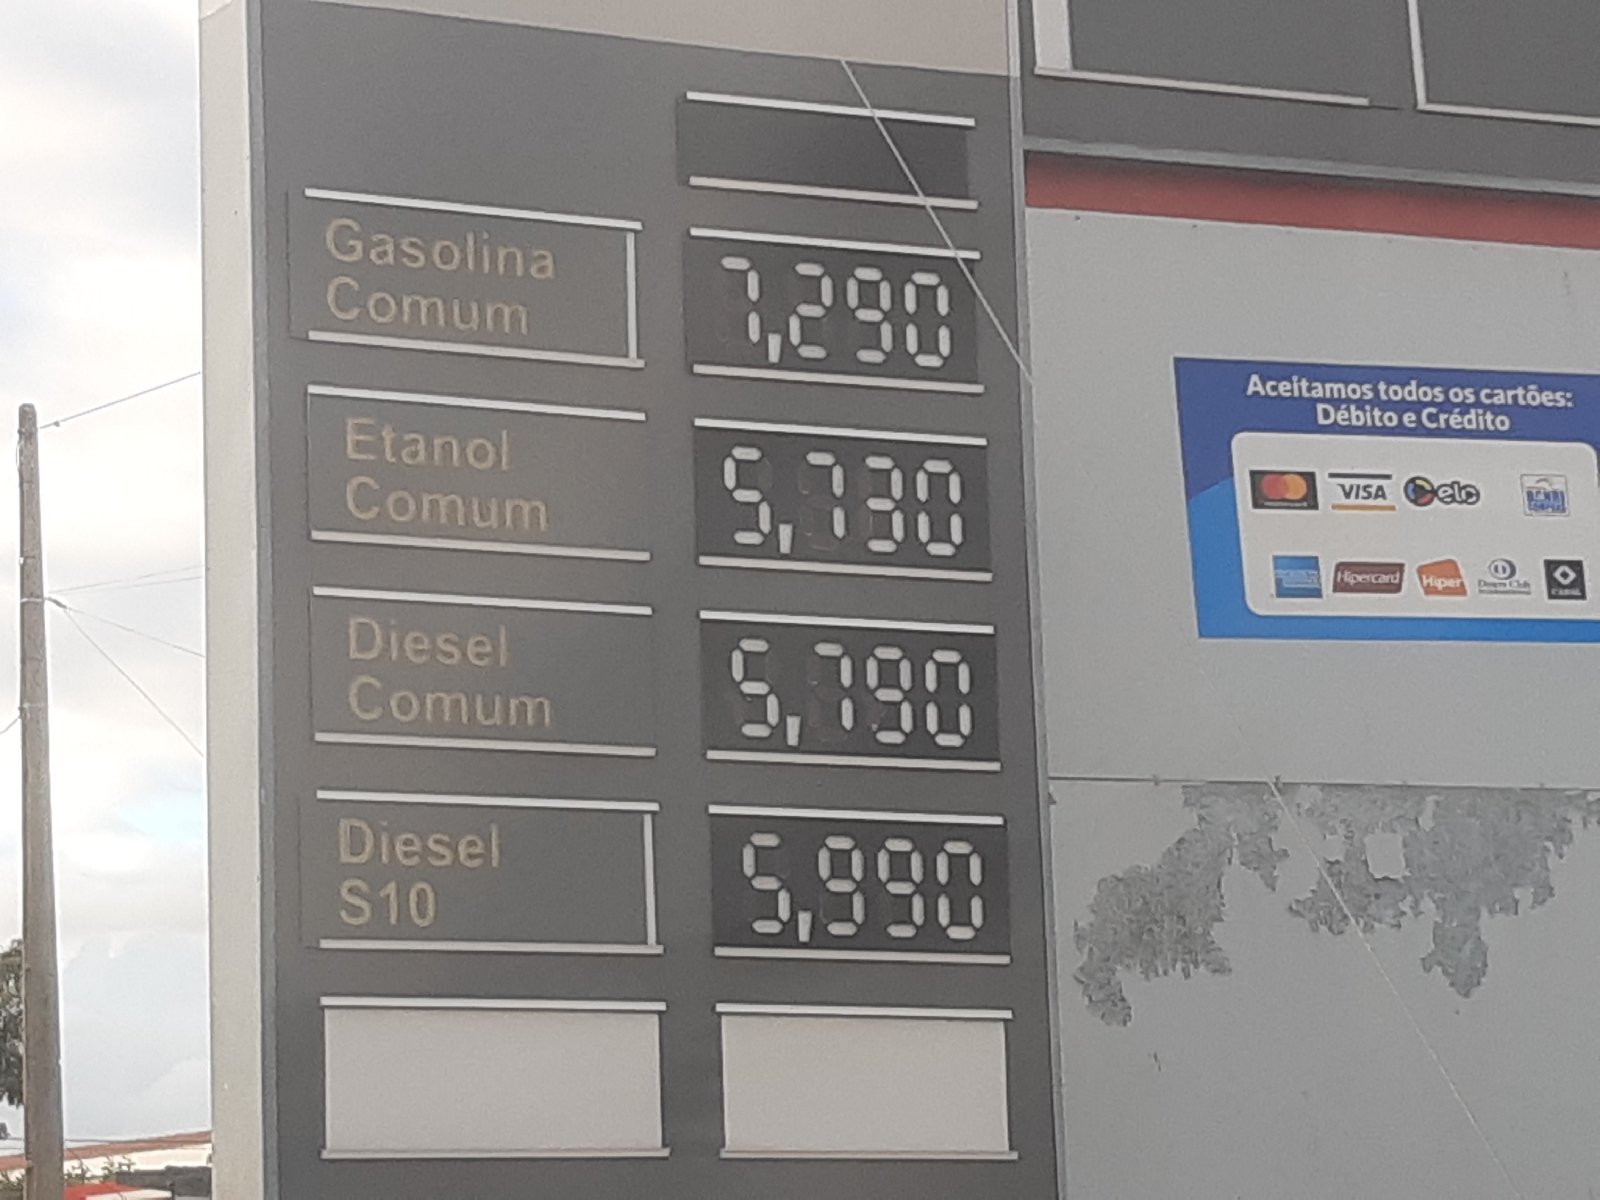 Gasolina
Comum
7,290
Etanol
Comum
5,730
Diesel
Comum
5,790
Diesel
S10
5,990
Aceitamos todos os cartões:
Débito e Crédito
VISA
elo
Hipercard
Hiper